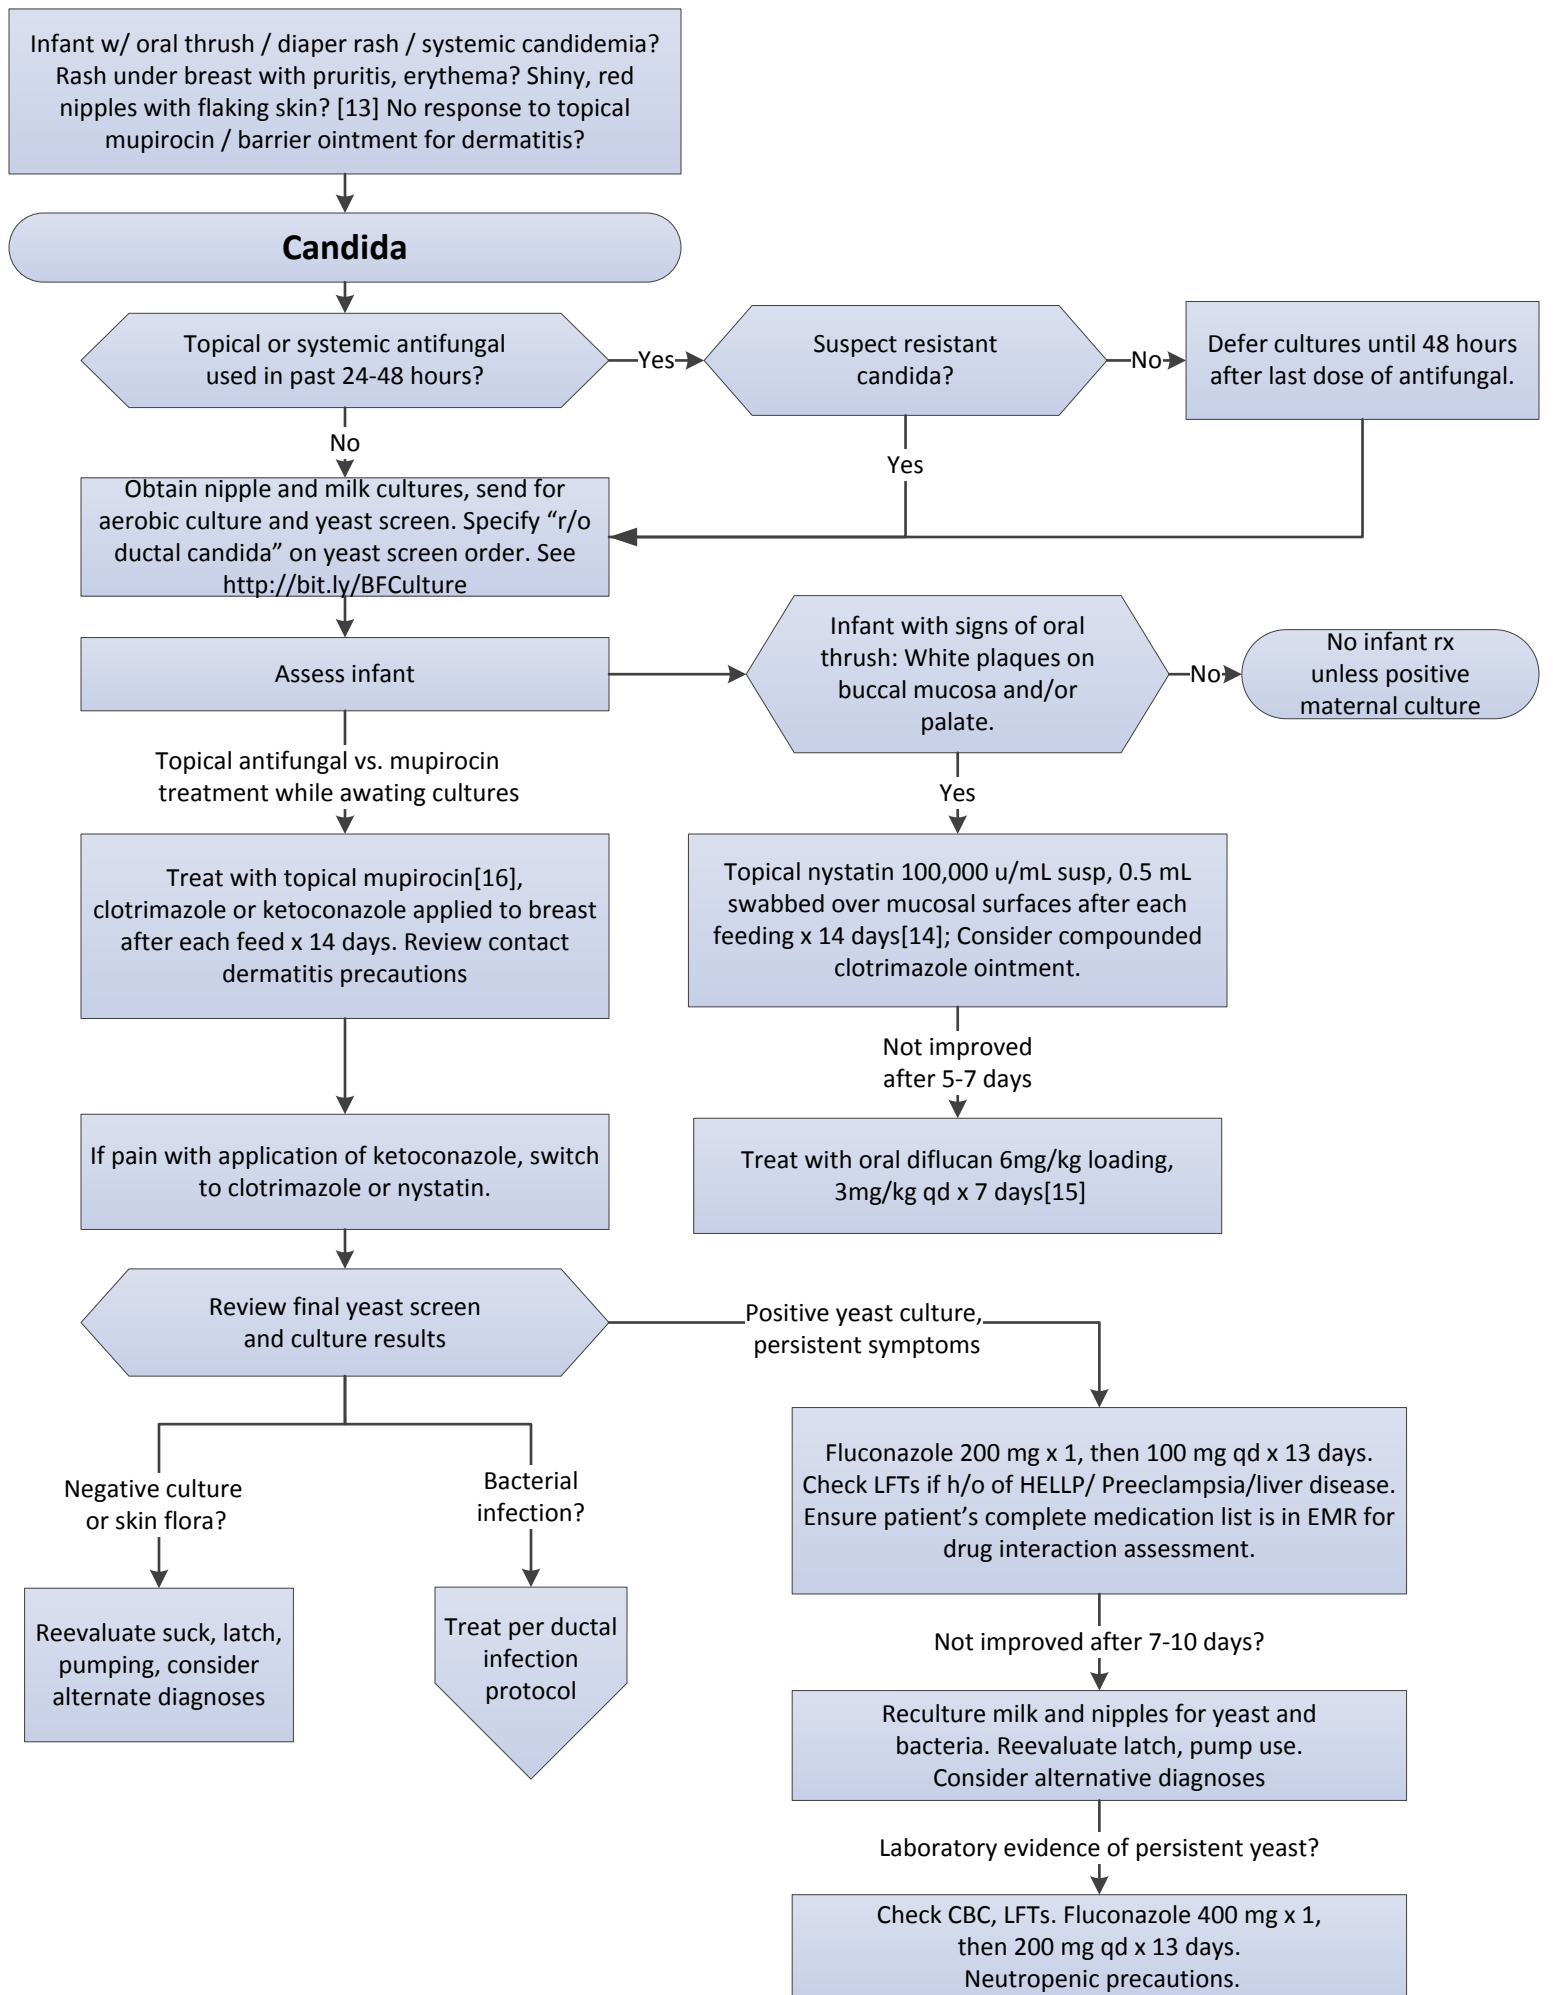 Infant w/ oral thrush / diaper rash / systemic candidemia?
Rash under breast with pruritis, erythema? Shiny, red
nipples with flaking skin? [13] No response to topical
mupirocin / barrier ointment for dermatitis?
Candida
Topical or systemic antifungal
used in past 24-48 hours?
Yes
Suspect resistant
candida?
No
Defer cultures until 48 hours
after last dose of antifungal.
No
Yes
Obtain nipple and milk cultures, send for
aerobic culture and yeast screen. Specify “r/o
ductal candida” on yeast screen order. See
http://bit.ly/BFCulture
Assess infant
Infant with signs of oral
thrush: White plaques on
buccal mucosa and/or
palate.
No
No infant rx
unless positive
maternal culture
Topical antifungal vs. mupirocin
treatment while awating cultures
Yes
Treat with topical mupirocin[16],
clotrimazole or ketoconazole applied to breast
after each feed x 14 days. Review contact
dermatitis precautions
Topical nystatin 100,000 u/mL susp, 0.5 mL
swabbed over mucosal surfaces after each
feeding x 14 days[14]; Consider compounded
clotrimazole ointment.
Not improved
after 5-7 days
If pain with application of ketoconazole, switch
to clotrimazole or nystatin.
Treat with oral diflucan 6mg/kg loading,
3mg/kg qd x 7 days[15]
Review final yeast screen
and culture results
Positive yeast culture,
persistent symptoms
Negative culture
or skin flora?
Bacterial
infection?
Fluconazole 200 mg x 1, then 100 mg qd x 13 days.
Check LFTs if h/o of HELLP/ Preeclampsia/liver disease.
Ensure patient’s complete medication list is in EMR for
drug interaction assessment.
Reevaluate suck, latch,
pumping, consider
alternate diagnoses
Treat per ductal
infection
protocol
Not improved after 7-10 days?
Reculture milk and nipples for yeast and
bacteria. Reevaluate latch, pump use.
Consider alternative diagnoses
Laboratory evidence of persistent yeast?
Check CBC, LFTs. Fluconazole 400 mg x 1,
then 200 mg qd x 13 days.
Neutropenic precautions.